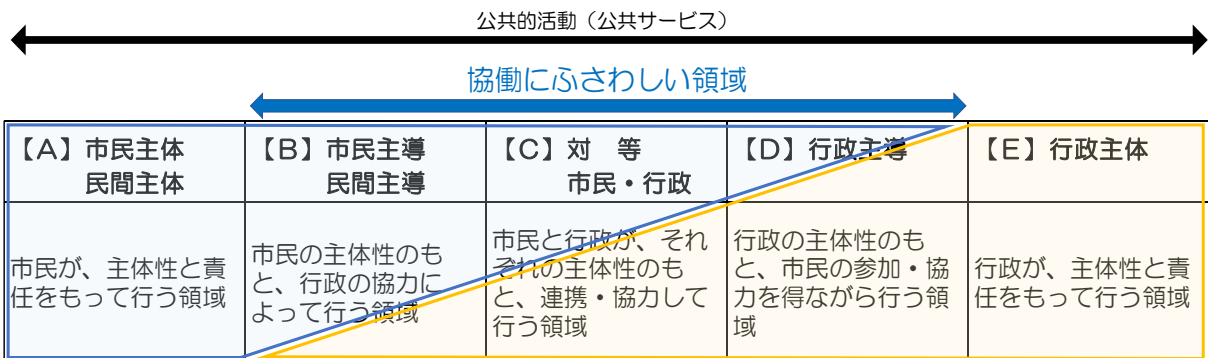 公共的活動（公共サービス）
協働にふさわしい領域
【A】市民主体
民間主体
【B】市民主導
民間主導
【C】対　等
市民・行政
【D】行政主導
【E】行政主体
市民が、主体性と責
任をもって行う領域
市民の主体性のも
と、行政の協力に
よって行う領域
市民と行政が、それ
ぞれの主体性のも
と、連携・協力して
行う領域
行政の主体性のも
と、市民の参加・協
力を得ながら行う領
域
行政が、主体性と責
任をもって行う領域